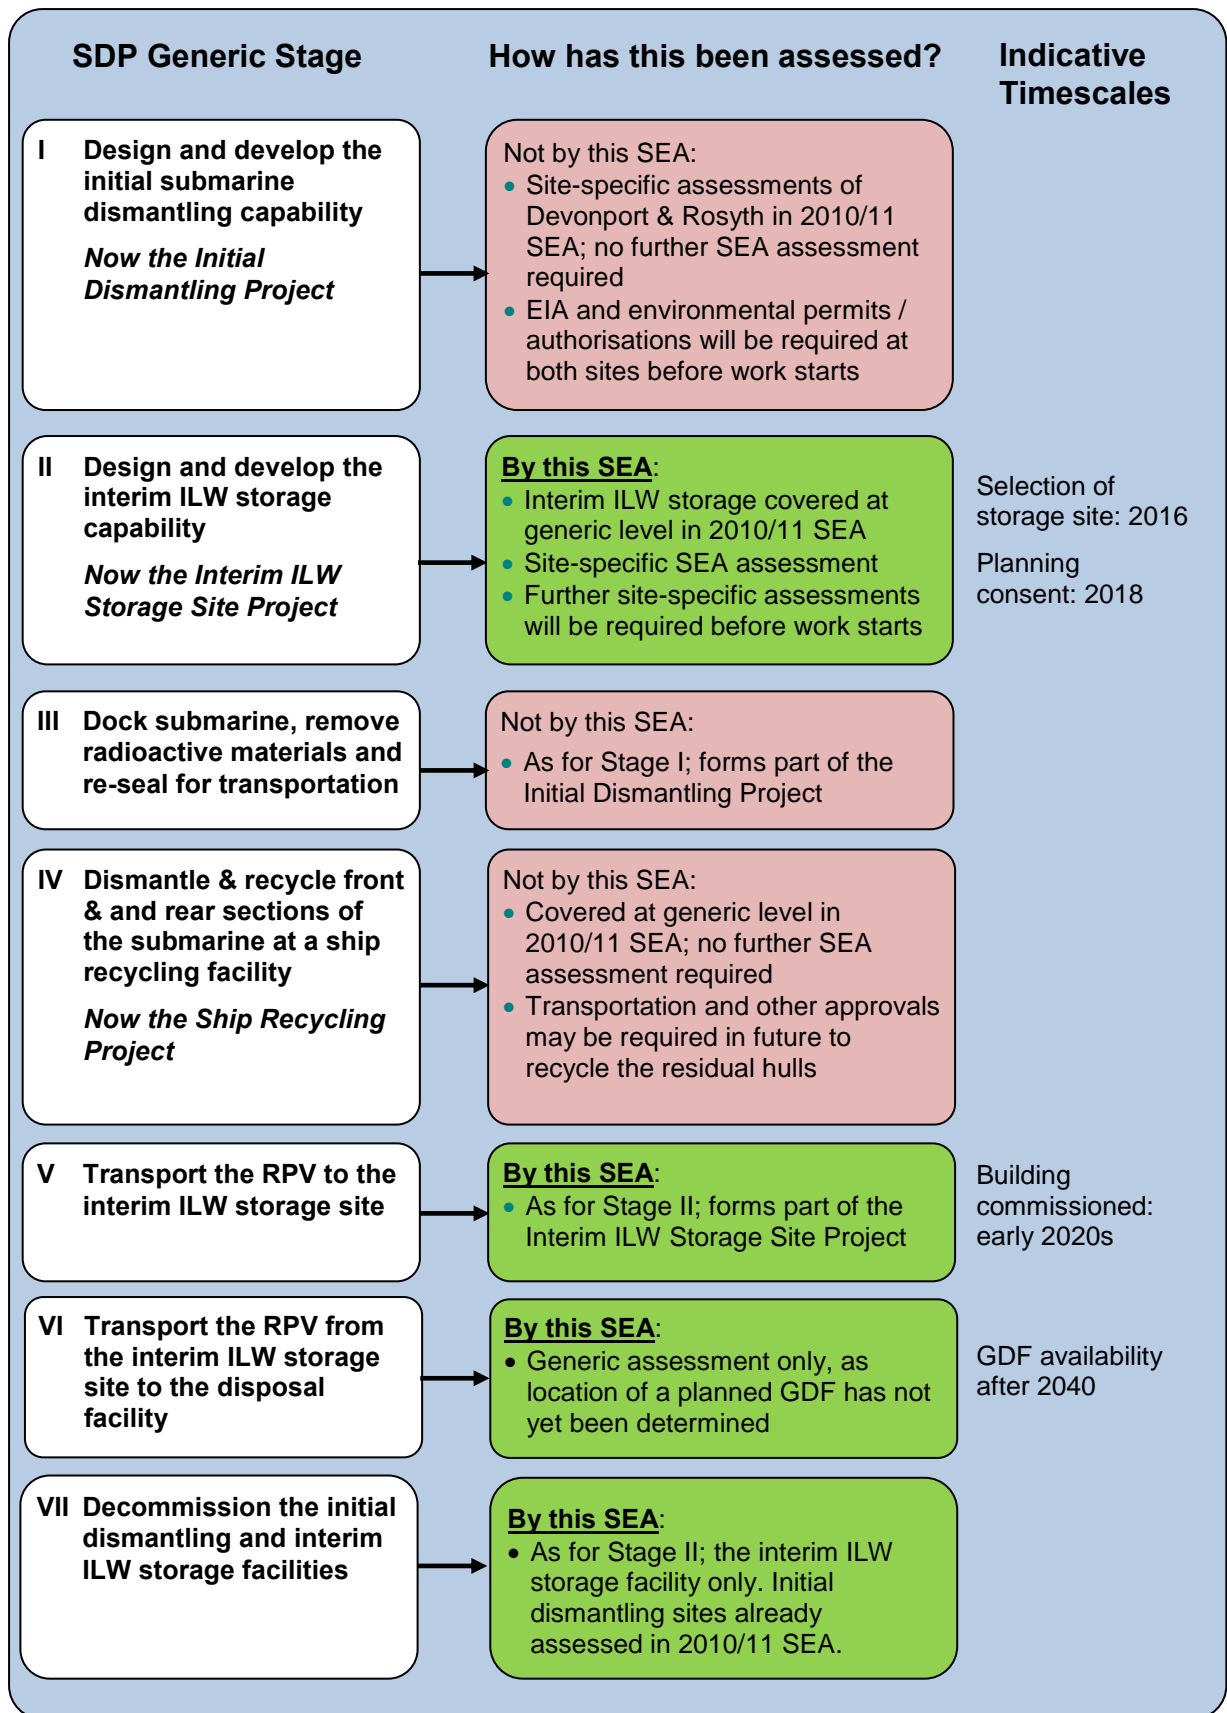 SDP Generic Stage
How has this been assessed?
Indicative
Timescales
I Design and develop the
initial submarine
dismantling capability
Now the Initial
Dismantling Project
Not by this SEA:
• Site-specific assessments of
Devonport & Rosyth in 2010/11
SEA; no further SEA assessment
required
• EIA and environmental permits /
authorisations will be required at
both sites before work starts
II Design and develop the
interim ILW storage
capability
Now the Interim ILW
Storage Site Project
By this SEA:
• Interim ILW storage covered at
generic level in 2010/11 SEA
• Site-specific SEA assessment
• Further site-specific assessments
will be required before work starts
Selection of
storage site: 2016
Planning
consent: 2018
III Dock submarine, remove
radioactive materials and
re-seal for transportation
Not by this SEA:
• As for Stage I; forms part of the
Initial Dismantling Project
IV Dismantle & recycle front
& and rear sections of
the submarine at a ship
recycling facility
Now the Ship Recycling
Project
Not by this SEA:
• Covered at generic level in
2010/11 SEA; no further SEA
assessment required
• Transportation and other approvals
may be required in future to
recycle the residual hulls
V Transport the RPV to the
interim ILW storage site
By this SEA:
• As for Stage II; forms part of the
Interim ILW Storage Site Project
Building
commissioned:
early 2020s
VI Transport the RPV from
the interim ILW storage
site to the disposal
facility
By this SEA:
• Generic assessment only, as
location of a planned GDF has not
yet been determined
GDF availability
after 2040
VII Decommission the initial
dismantling and interim
ILW storage facilities
By this SEA:
• As for Stage II; the interim ILW
storage facility only. Initial
dismantling sites already
assessed in 2010/11 SEA.